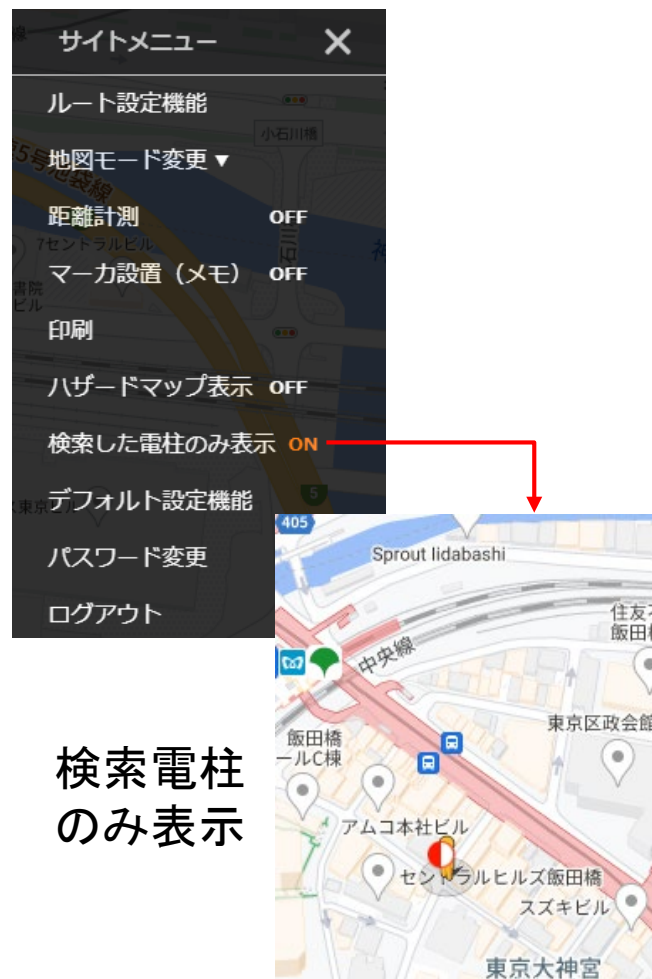 サイトメニュー ×
ルート設定機能
小石川橋
5号池袋線
地図モード変更▼
距離計測 OFF
7セントラルビル
マーカ設置（メモ） OFF
印刷
ハザードマップ表示 OFF
検索した電柱のみ表示 ON
デフォルト設定機能
5
パスワード変更
ログアウト
405
Sprout Iidabashi
中央線
東京区政会館
飯田橋
アムコ本社ビル
セントラルヒルズ飯田橋
スズキビル
東京大神宮
検索電柱
のみ表示